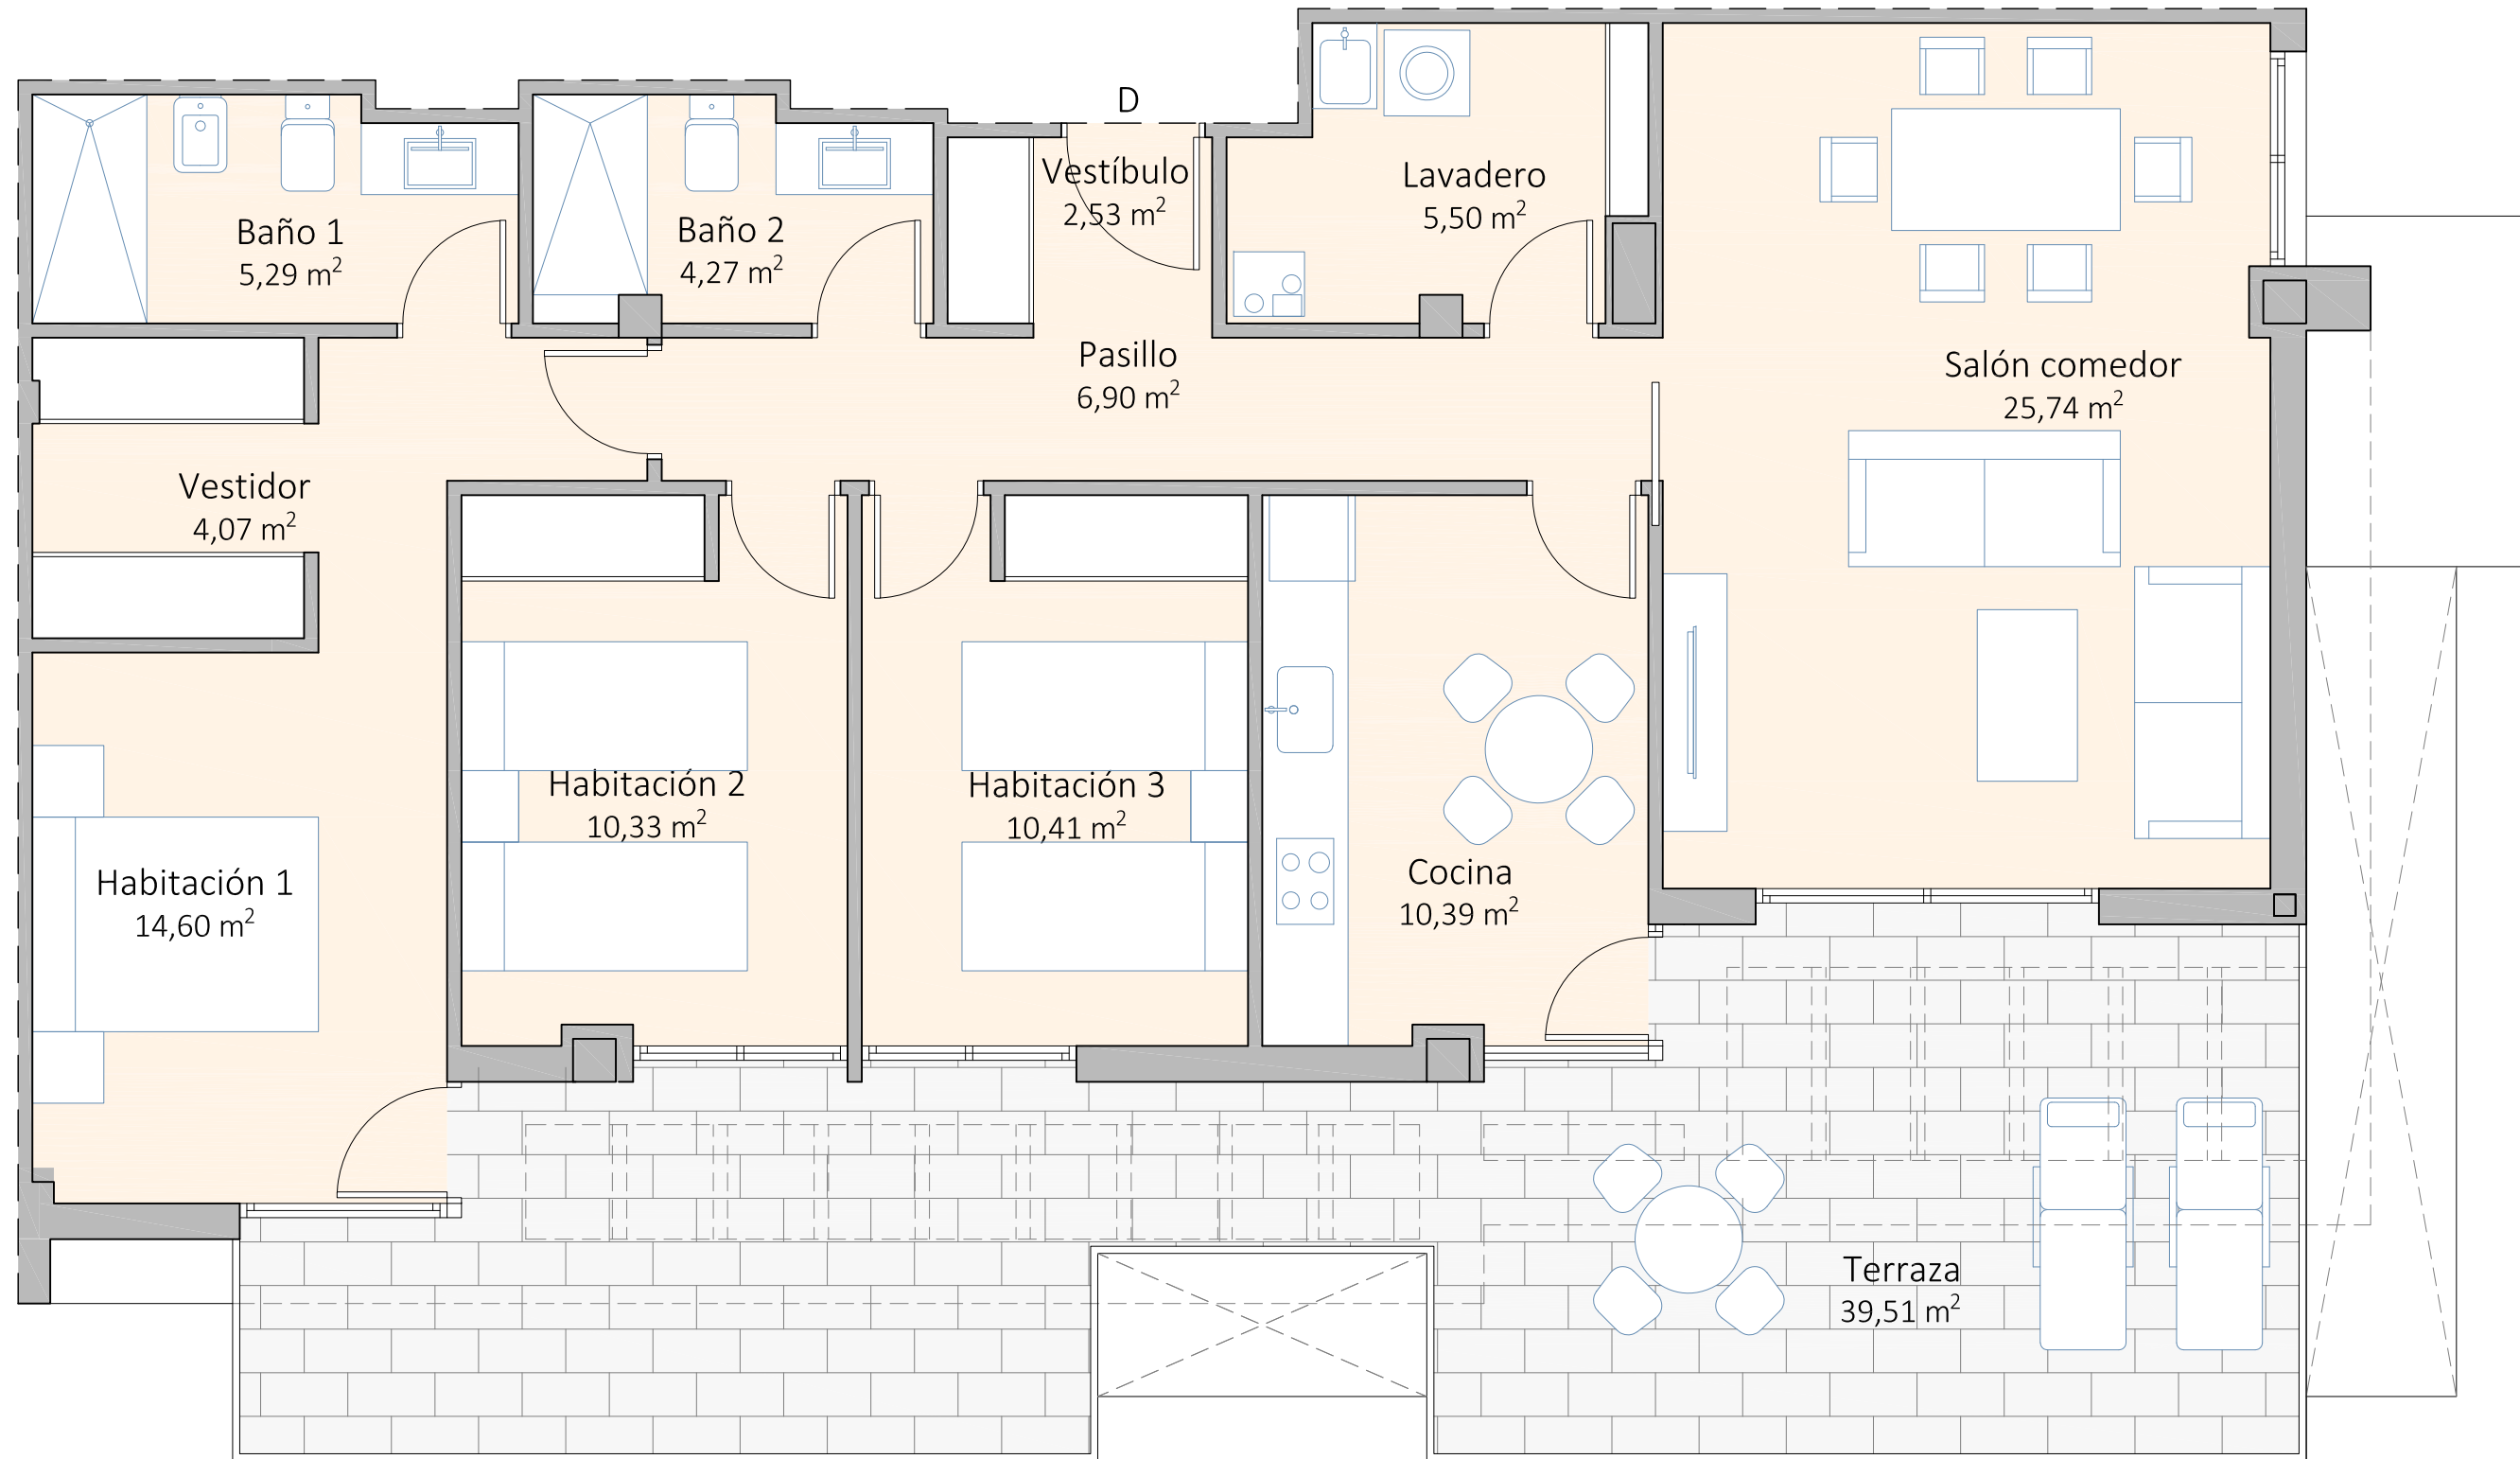 D
Vestíbulo
2,53 m²
Lavadero
5,50 m²
Baño 1
5,29 m²
Baño 2
4,27 m²
Pasillo
6,90 m²
Salón comedor
25,74 m²
Vestidor
4,07 m²
Habitación 2
10,33 m²
Habitación 3
10,41 m²
Habitación 1
14,60 m²
Cocina
10,39 m²
Terraza
39,51 m²